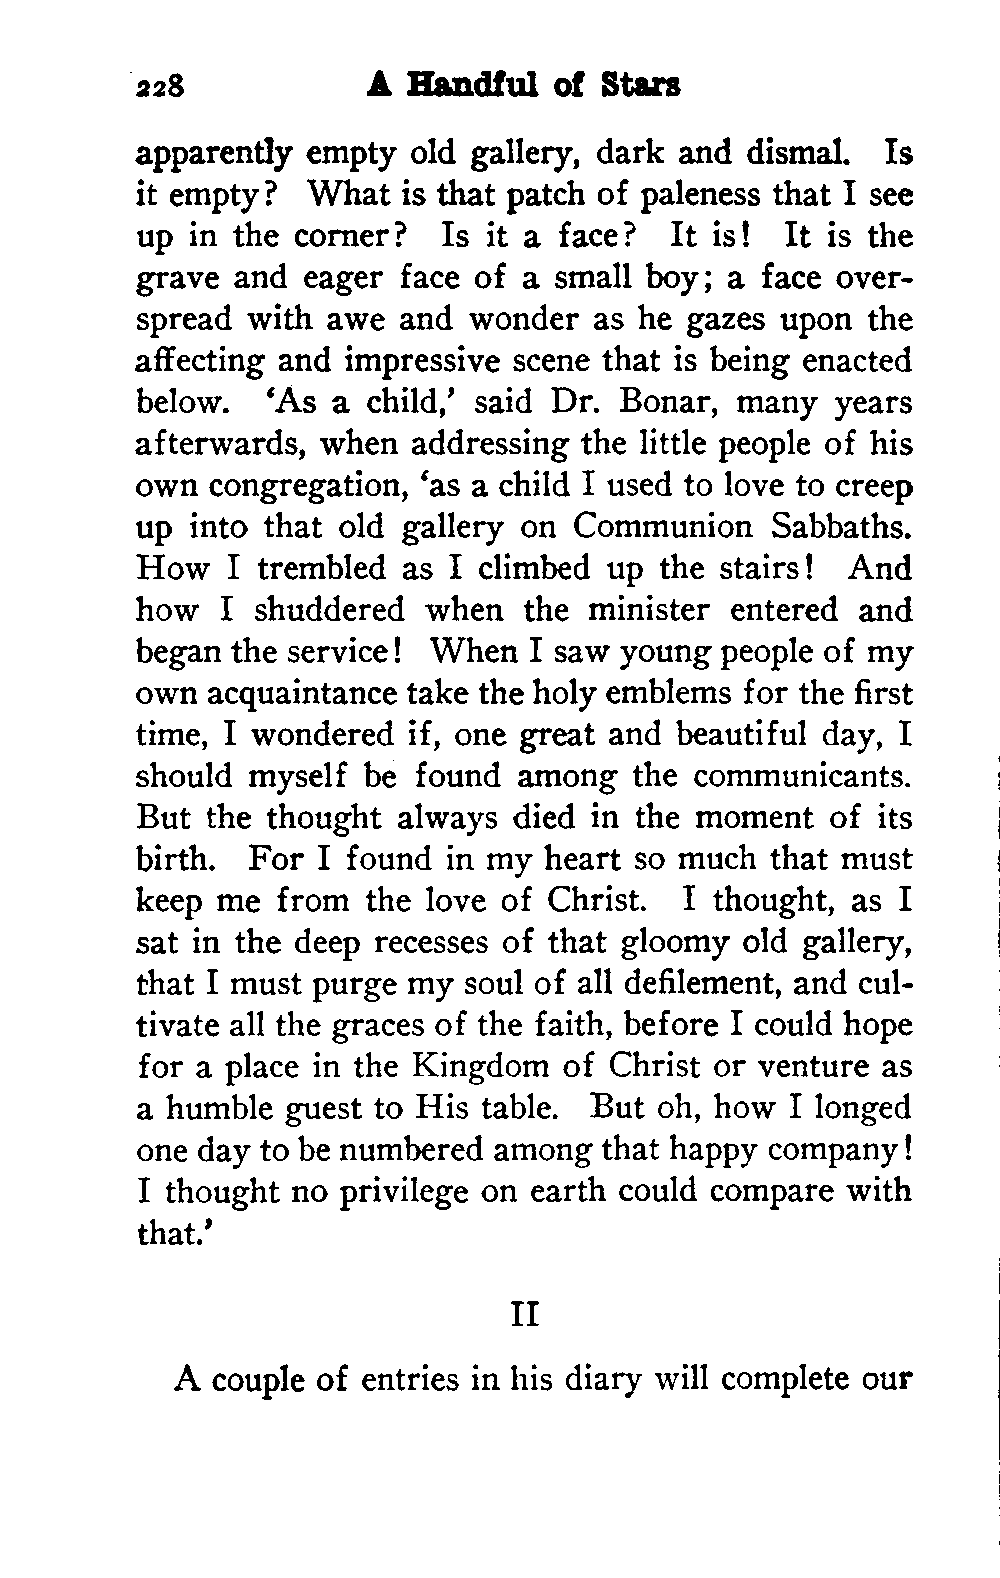 228 A Handful of Stars
apparently empty old gallery, dark and dismal. Is
it empty? What is that patch of paleness that I see
up in the corner? Is it a face? It is! It is the
grave and eager face of a small boy; a face over-
spread with awe and wonder as he gazes upon the
affecting and impressive scene that is being enacted
below. ‘As a child,’ said Dr. Bonar, many years
afterwards, when addressing the little people of his
own congregation, ‘as a child I used to love to creep
up into that old gallery on Communion Sabbaths.
How I trembled as I climbed up the stairs! And
how I shuddered when the minister entered and
began the service! When I saw young people of my
own acquaintance take the holy emblems for the first
time, I wondered if, one great and beautiful day, I
should myself be found among the communicants.
But the thought always died in the moment of its
birth. For I found in my heart so much that must
keep me from the love of Christ. I thought, as I
sat in the deep recesses of that gloomy old gallery,
that I must purge my soul of all defilement, and cul-
tivate all the graces of the faith, before I could hope
for a place in the Kingdom of Christ or venture as
a humble guest to His table. But oh, how I longed
one day to be numbered among that happy company!
I thought no privilege on earth could compare with
that.’
II
A couple of entries in his diary will complete our